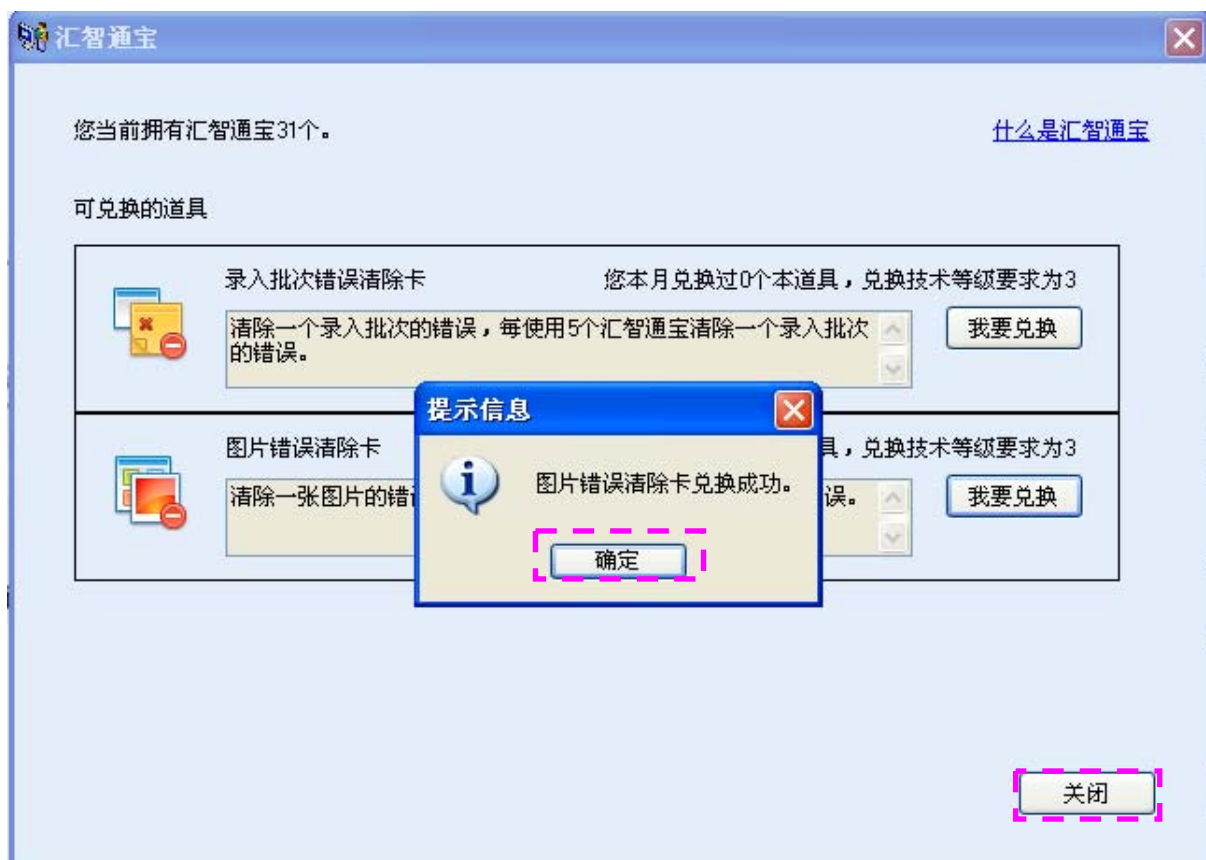 汇智通宝
您当前拥有汇智通宝31个。
什么是汇智通宝
可兑换的道具
录入批次错误清除卡
您本月兑换过0个本道具，兑换技术等级要求为3
清除一个录入批次的错误，每使用5个汇智通宝清除一个录入批次
的错误。
我要兑换
提示信息
图片错误清除卡
具，兑换技术等级要求为3
图片错误清除卡兑换成功。
清除一张图片的错
误。
我要兑换
确定
关闭